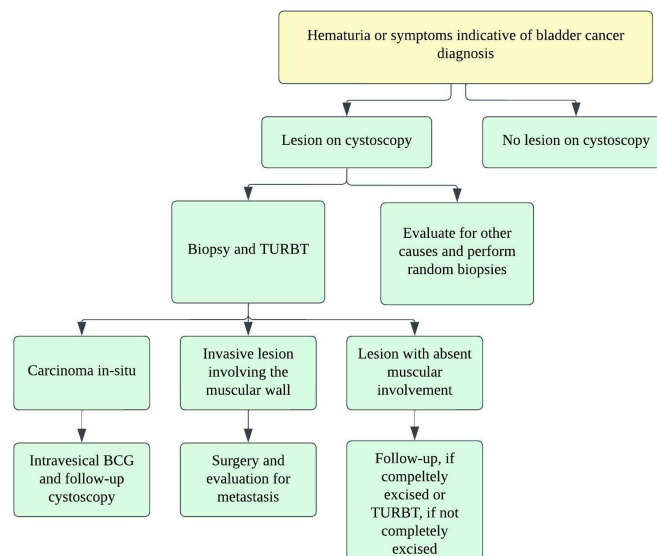 Hematuria or symptoms indicative of bladder cancer
diagnosis
Lesion on cystoscopy
No lesion on cystoscopy
Biopsy and TURBT
Evaluate for other
causes and perform
random biopsies
Carcinoma in-situ
Invasive lesion
involving the
muscular wall
Lesion with absent
muscular
involvement
Intravesical BCG
and follow-up
cystoscopy
Surgery and
evaluation for
metastasis
Follow-up, if
compeltely
excised or
TURBT, if not
completely
excised